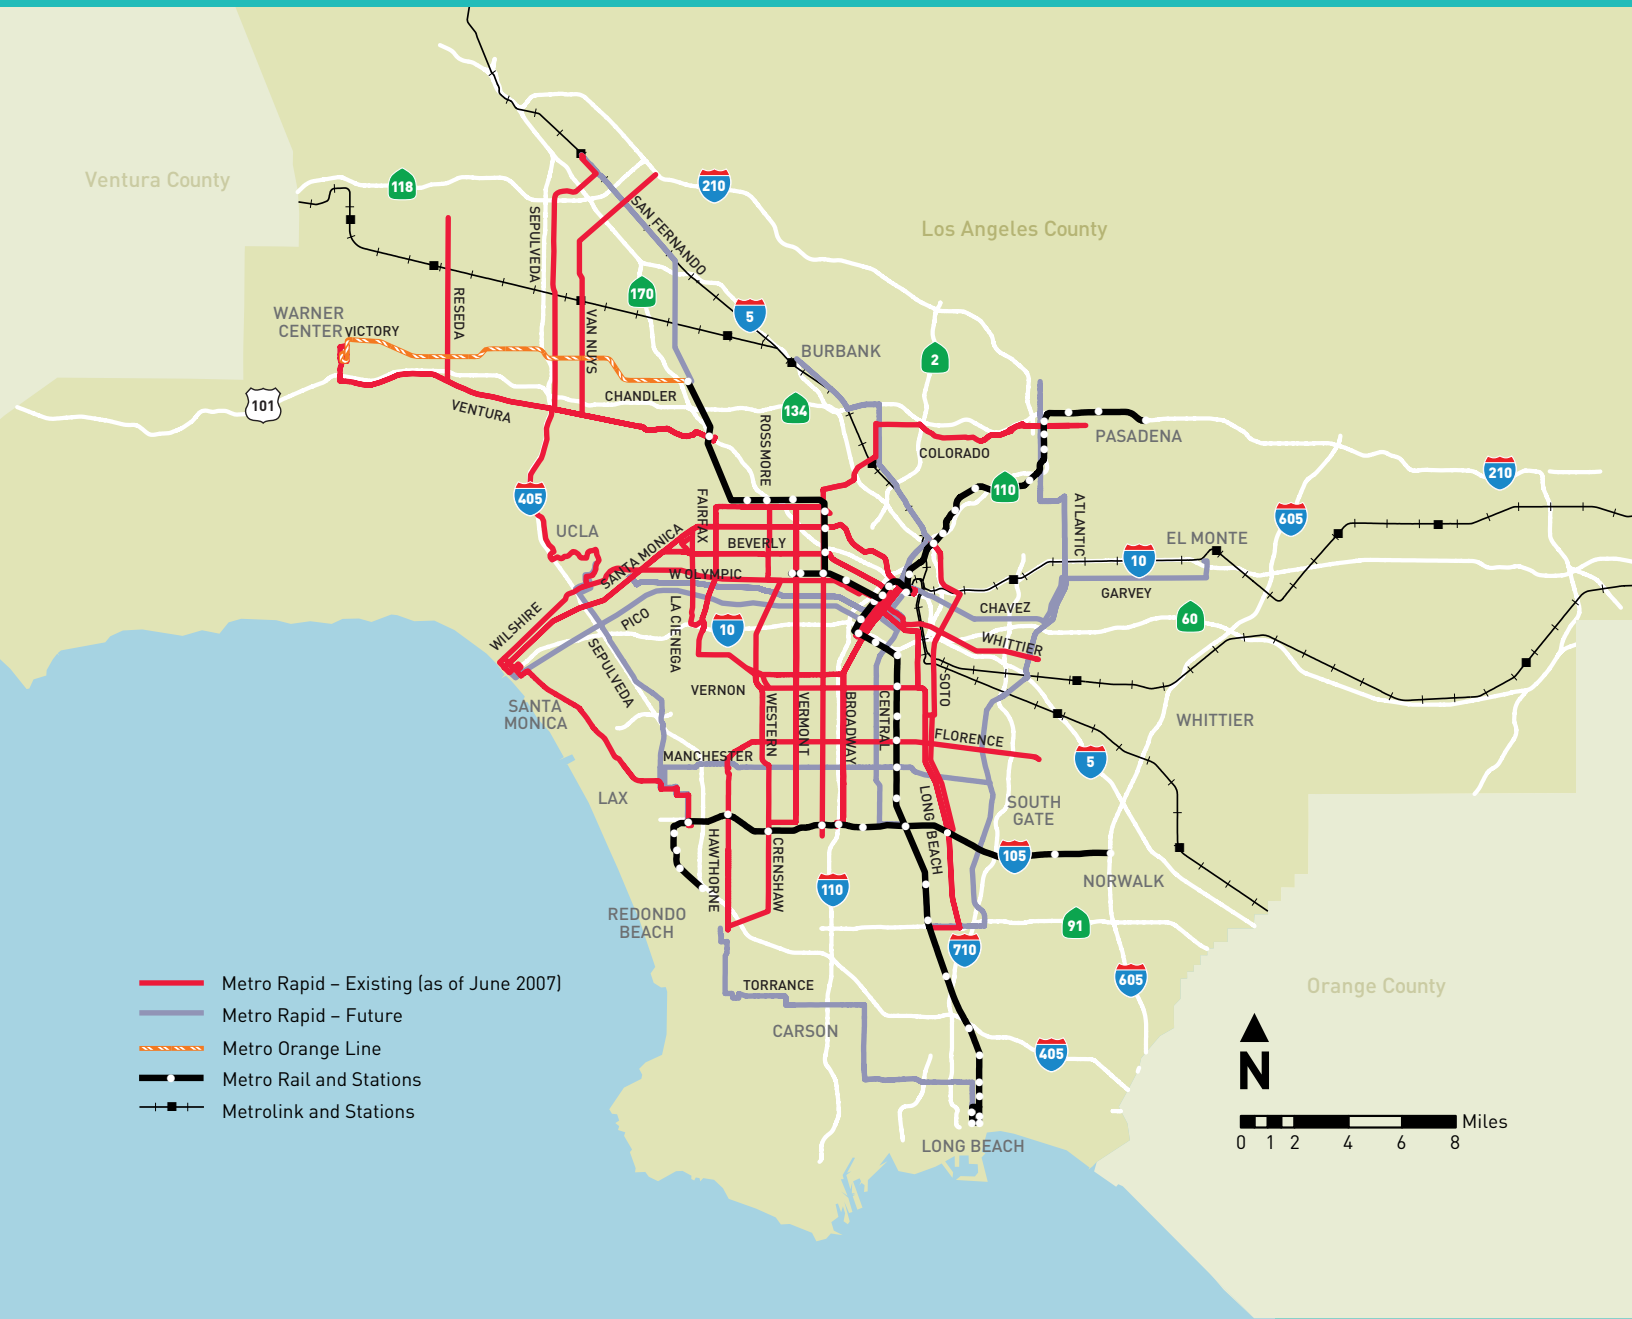 Ventura County
118
210
Los Angeles County
SEPULVEDA
SAN FERNANDO
170
5
WARNER
CENTER
VICTORY
RESEDA
VAN NUYS
BURBANK
2
101
VENTURA
CHANDLER
134
ROSSMORE
COLORADO
PASADENA
210
405
FAIRFAX
110
ATLANTIC
605
UCLA
SANTA MONICA
BEVERLY
W OLYMPIC
EL MONTE
10
GARVEY
WILSHIRE
PICO
LA CIENEGA
10
CHAVEZ
60
WHITTIER
SEPULVEDA
VERNON
SOTO
SANTA
MONICA
WESTERN
VERMONT
BROADWAY
CENTRAL
WHITTIER
FLORENCE
MANCHESTER
5
LAX
LONG BEACH
SOUTH
GATE
HAWTHORNE
CRENSHAW
105
110
NORWALK
REDONDO
BEACH
91
710
605
Orange County
TORRANCE
CARSON
405
LONG BEACH
Metro Rapid – Existing (as of June 2007)
Metro Rapid – Future
Metro Orange Line
Metro Rail and Stations
Metrolink and Stations
N
Miles
0 1 2 4 6 8